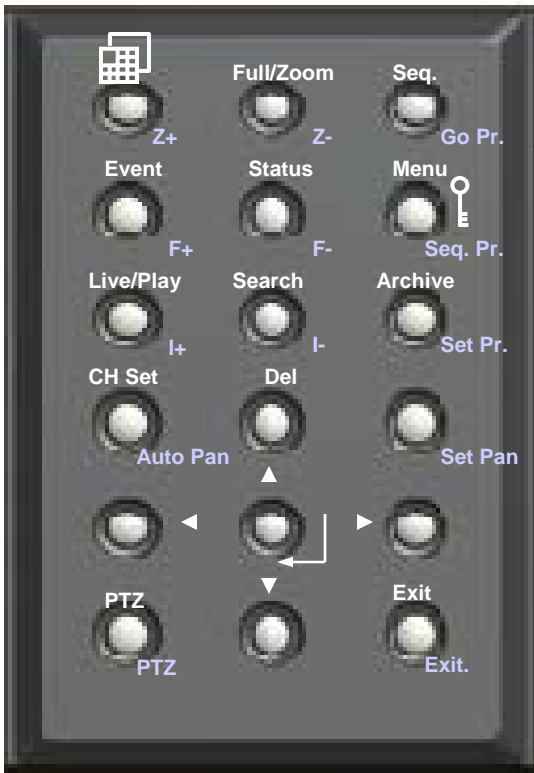 Full/Zoom Seq.
Z+ Z- Go Pr.
Event Status Menu
F+ F- Seq. Pr.
Live/Play Search Archive
I+ I- Set Pr.
CH Set Del
Auto Pan Set Pan
PTZ Exit
PTZ Exit.